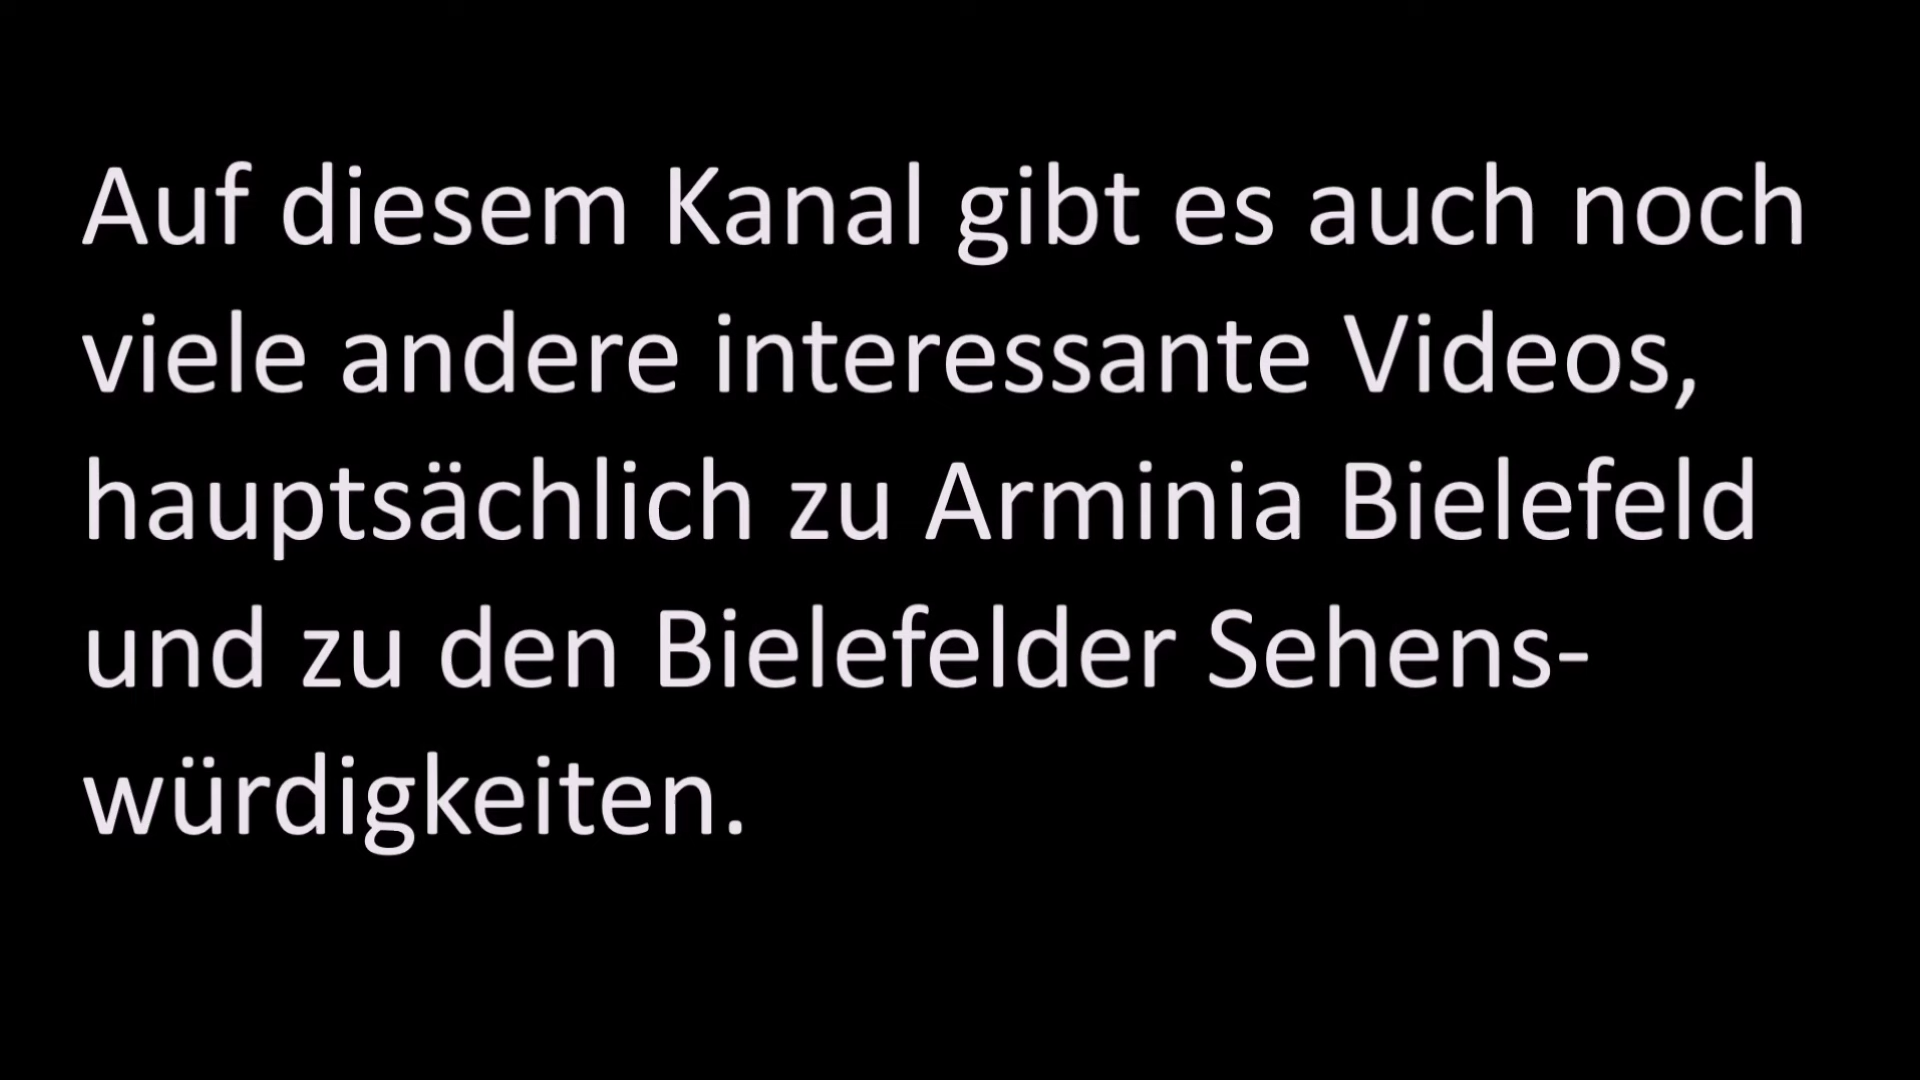 Auf diesem Kanal gibt es auch noch
viele andere interessante Videos,
hauptsächlich zu Arminia Bielefeld
und zu den Bielefelder Sehens-
würdigkeiten.